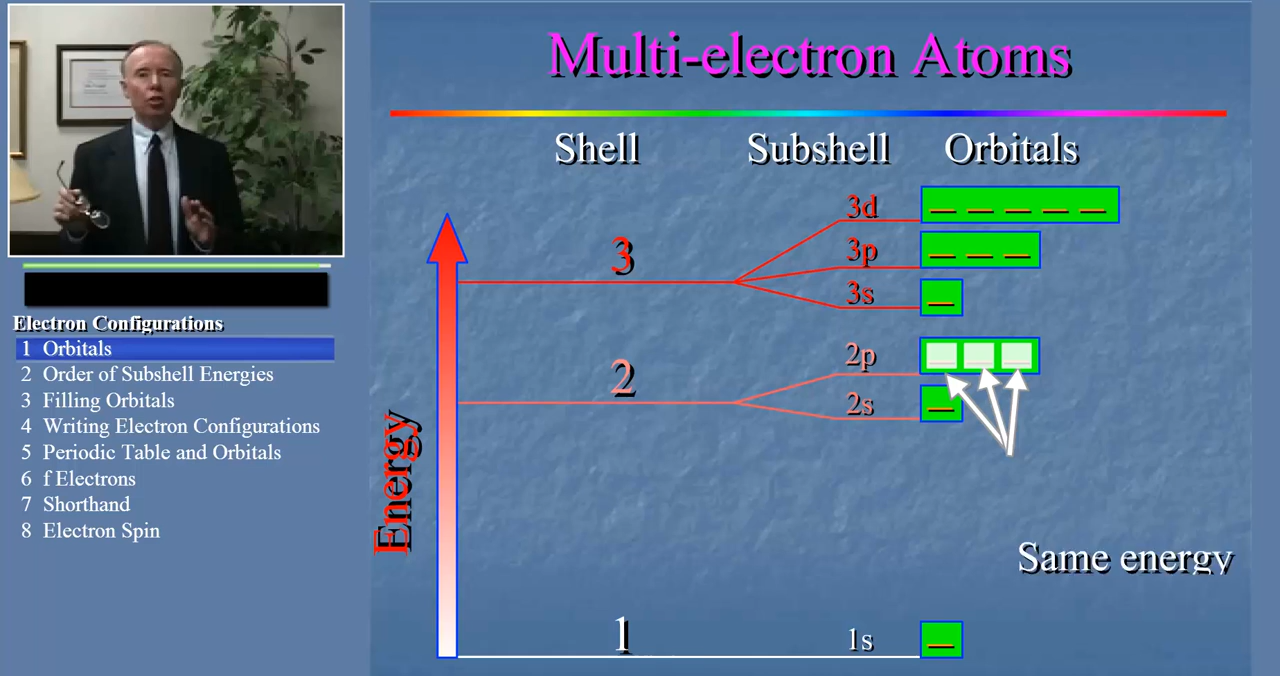 Multi-electron Atoms
Shell Subshell Orbitals
3d
3p
3
3s
2p
2
2s
Energy
Same energy
1 1s
Electron Configurations
1 Orbitals
2 Order of Subshell Energies
3 Filling Orbitals
4 Writing Electron Configurations
5 Periodic Table and Orbitals
6 f Electrons
7 Shorthand
8 Electron Spin